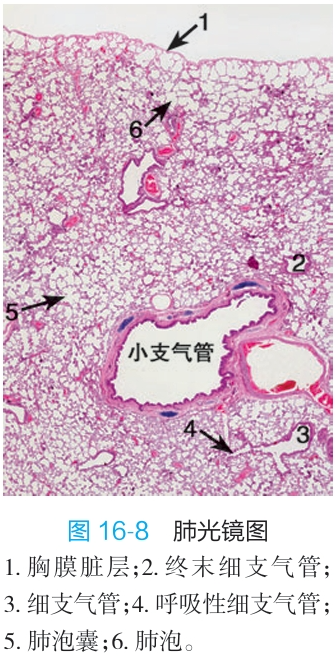 1
6
2
5
小支气管
4
3
图 16-8 肺光镜图
1. 胸膜脏层;2. 终末细支气管;
3. 细支气管;4. 呼吸性细支气管;
5. 肺泡囊;6. 肺泡。